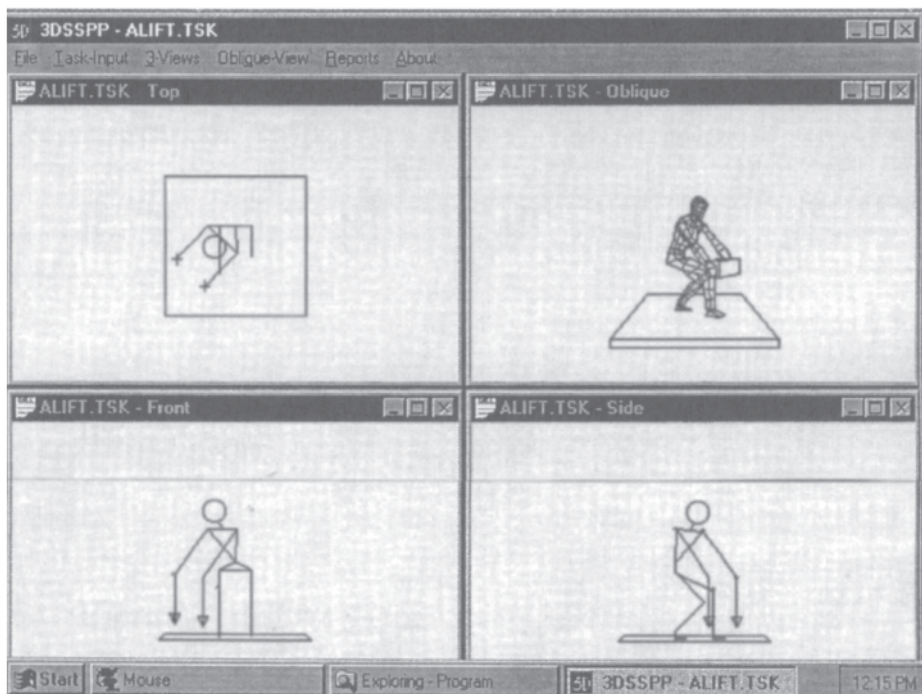 3DSSPP - ALIFT.TSK
File Task-Input 3-Views Oblique-View Reports About
ALIFT.TSK Top
ALIFT.TSK - Oblique
ALIFT.TSK - Front
ALIFT.TSK - Side
Start Mouse Exploring - Program 3DSSPP - ALIFT.TSK 12:15 PM